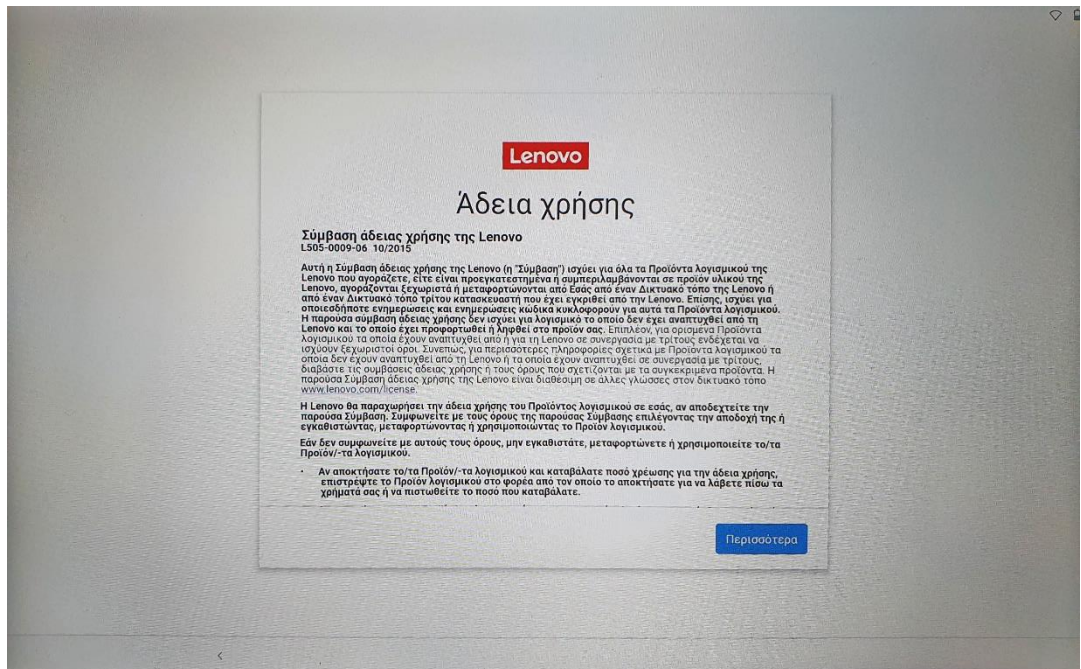 Lenovo
Άδεια χρήσης
Σύμβαση άδειας χρήσης της Lenovo
L505-0009-06 10/2015
Αυτή η Σύμβαση άδειας χρήσης της Lenovo (η "Σύμβαση") ισχύει για όλα τα Προϊόντα λογισμικού της
Lenovo που αγοράζετε, είτε είναι προεγκατεστημένα ή συμπεριλαμβάνονται σε προϊόν υλικού της
Lenovo, αγοράζονται ξεχωριστά ή μεταφορτώνονται από Εσάς από έναν Δικτυακό τόπο της Lenovo ή
από έναν Δικτυακό τόπο τρίτου κατασκευαστή που έχει εγκριθεί από την Lenovo. Επίσης, ισχύει για
οποιεσδήποτε ενημερώσεις και ενημερώσεις κώδικα κυκλοφορούν για αυτά τα Προϊόντα λογισμικού.
Η παρούσα σύμβαση άδειας χρήσης δεν ισχύει για λογισμικό το οποίο δεν έχει αναπτυχθεί από τη
Lenovo και το οποίο έχει προφορτωθεί ή ληφθεί στο προϊόν σας. Επιπλέον, για ορισμένα Προϊόντα
λογισμικού τα οποία έχουν αναπτυχθεί από ή για τη Lenovo σε συνεργασία με τρίτους ενδέχεται να
ισχύουν ξεχωριστοί όροι. Συνεπώς, για περισσότερες πληροφορίες σχετικά με Προϊόντα λογισμικού τα
οποία δεν έχουν αναπτυχθεί από τη Lenovo ή τα οποία έχουν αναπτυχθεί σε συνεργασία με τρίτους,
διαβάστε τις συμβάσεις άδειας χρήσης ή τους όρους που σχετίζονται με τα συγκεκριμένα προϊόντα. Η
παρούσα Σύμβαση άδειας χρήσης της Lenovo είναι διαθέσιμη σε άλλες γλώσσες στον δικτυακό τόπο
www.lenovo.com/license.
Η Lenovo θα παραχωρήσει την άδεια χρήσης του Προϊόντος λογισμικού σε εσάς, αν αποδεχτείτε την
παρούσα Σύμβαση. Συμφωνείτε με τους όρους της παρούσας Σύμβασης επιλέγοντας την αποδοχή της ή
εγκαθιστώντας, μεταφορτώνοντας ή χρησιμοποιώντας το Προϊόν λογισμικού.
Εάν δεν συμφωνείτε με αυτούς τους όρους, μην εγκαθιστάτε, μεταφορτώνετε ή χρησιμοποιείτε το/τα
Προϊόν/-τα λογισμικού.
· Αν αποκτήσατε το/τα Προϊόν/-τα λογισμικού και καταβάλατε ποσό χρέωσης για την άδεια χρήσης,
επιστρέψτε το Προϊόν λογισμικού στο φορέα από τον οποίο το αποκτήσατε για να λάβετε πίσω τα
χρήματά σας ή να πιστωθείτε το ποσό που καταβάλατε.
Περισσότερα